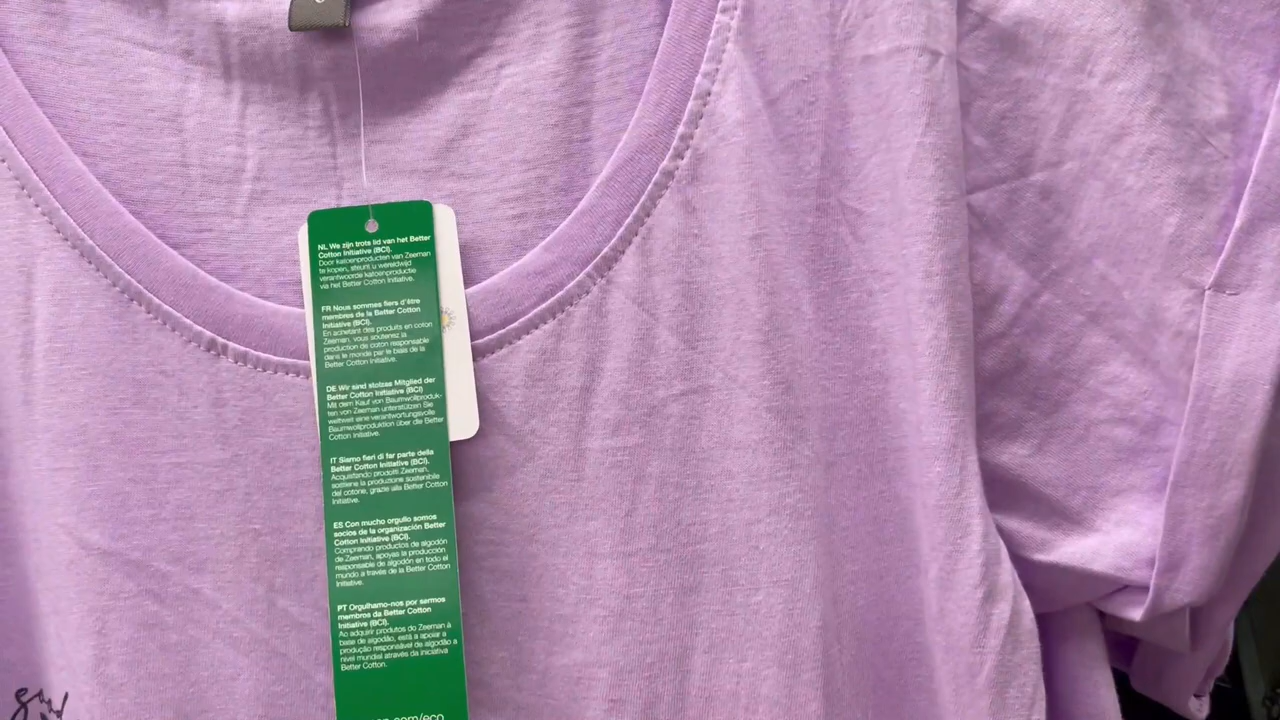 NL We zijn trots lid van het Better
Cotton Initiative (BCI).
Door katoenproducten van Zeeman
te kopen, steunt u wereldwijd
verantwoorde katoenproductie
via het Better Cotton Initiative.
FR Nous sommes fiers d'être
membres de la Better Cotton
Initiative (BCI).
En achetant des produits en coton
Zeeman, vous soutenez la
production de coton responsable
dans le monde par le biais de la
Better Cotton Initiative.
DE Wir sind stolzes Mitglied der
Better Cotton Initiative (BCI)
Mit dem Kauf von Baumwollproduk-
ten von Zeeman unterstützen Sie
weltweit eine verantwortungsvolle
Baumwollproduktion über die Better
Cotton Initiative.
IT Siamo fieri di far parte della
Better Cotton Initiative (BCI).
Acquistando prodotti Zeeman,
sostiene la produzione sostenibile
del cotone, grazie alla Better Cotton
Initiative.
ES Con mucho orgullo somos
socios de la organización Better
Cotton Initiative (BCI).
Comprando productos de algodón
de Zeeman, apoyas la producción
responsable de algodón en todo el
mundo a través de la Better Cotton
Initiative.
PT Orgulhamo-nos por sermos
membros da Better Cotton
Initiative (BCI).
Ao adquirir produtos do Zeeman à
base de algodão, está a apoiar a
produção responsável de algodão a
nível mundial através da iniciativa
Better Cotton.
.com/eco